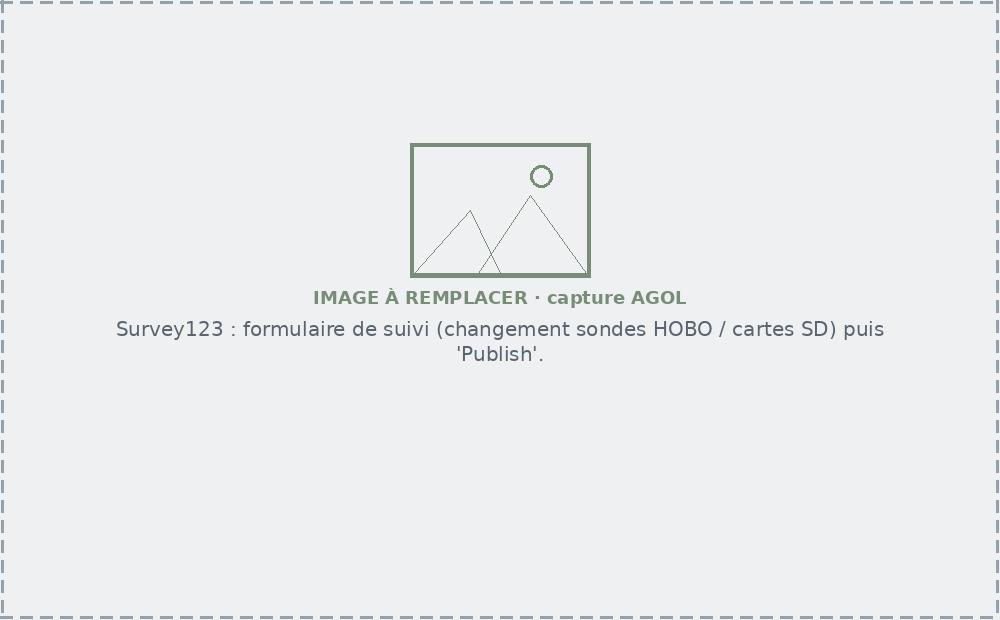 IMAGE À REMPLACER · capture AGOL
Survey123 : formulaire de suivi (changement sondes HOBO / cartes SD) puis
'Publish'.